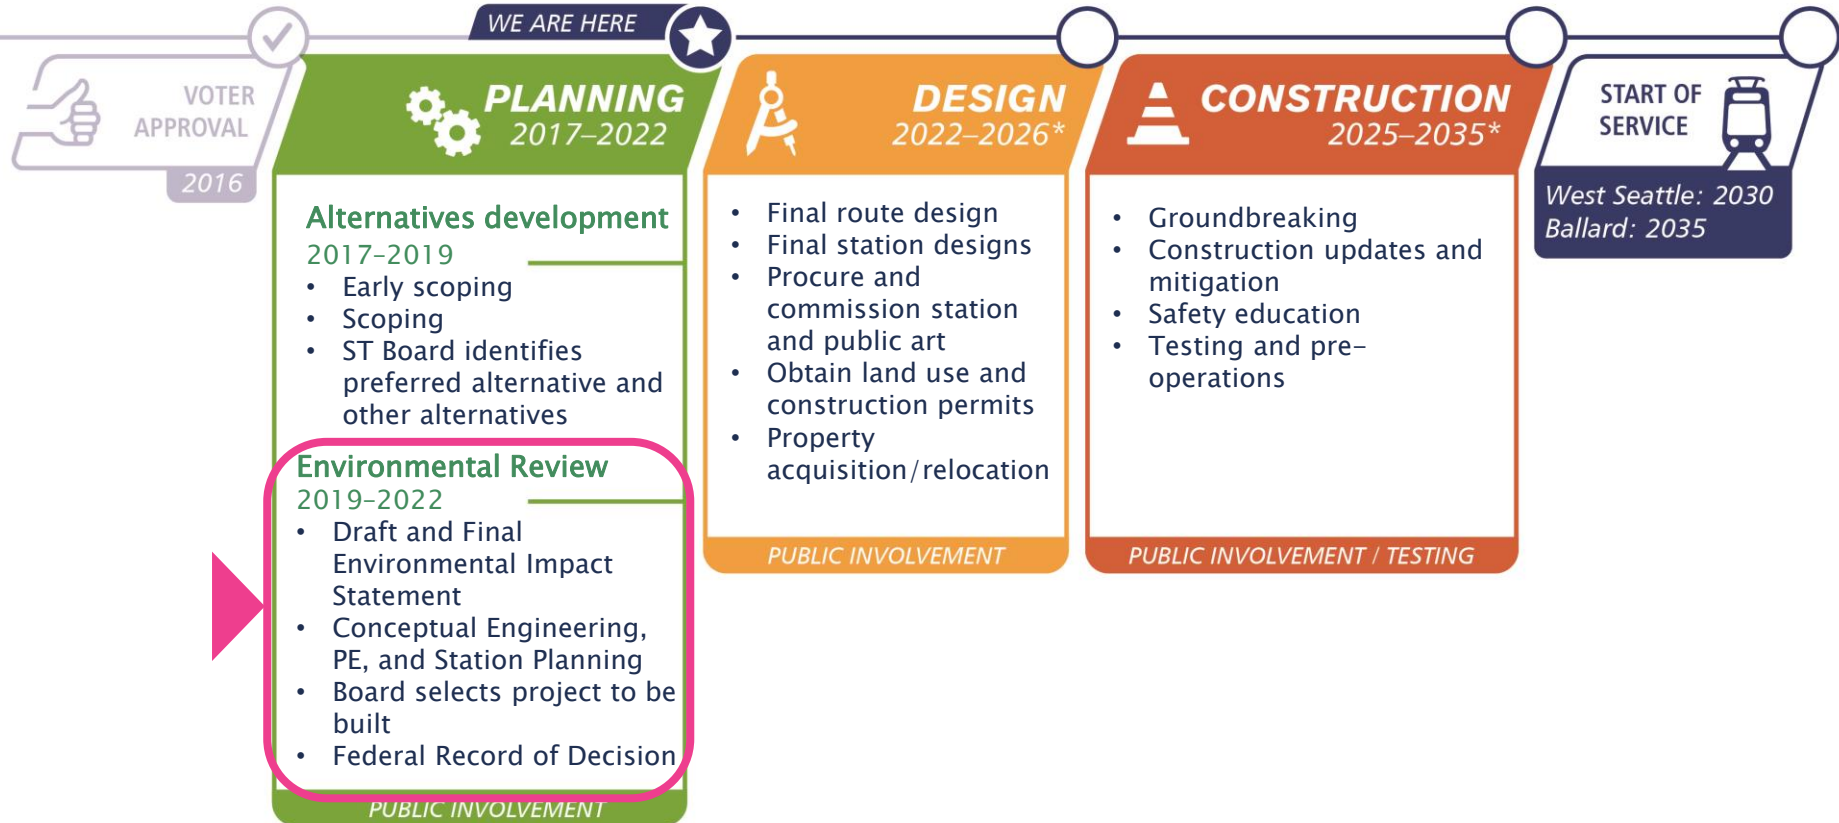 WE ARE HERE
VOTER
APPROVAL
2016
PLANNING
2017–2022
Alternatives development
2017–2019
• Early scoping
• Scoping
• ST Board identifies
preferred alternative and
other alternatives
Environmental Review
2019–2022
• Draft and Final
Environmental Impact
Statement
• Conceptual Engineering,
PE, and Station Planning
• Board selects project to be
built
• Federal Record of Decision
PUBLIC INVOLVEMENT
DESIGN
2022–2026*
• Final route design
• Final station designs
• Procure and
commission station
and public art
• Obtain land use and
construction permits
• Property
acquisition/relocation
PUBLIC INVOLVEMENT
CONSTRUCTION
2025–2035*
• Groundbreaking
• Construction updates and
mitigation
• Safety education
• Testing and pre–
operations
PUBLIC INVOLVEMENT / TESTING
START OF
SERVICE
West Seattle: 2030
Ballard: 2035